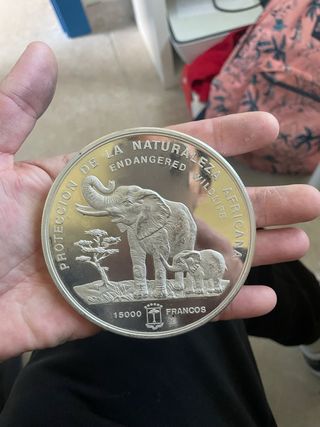 PROTECCION DE LA NATURALEZA AFRICANA
ENDANGERED WILDLIFE
15000 FRANCOS